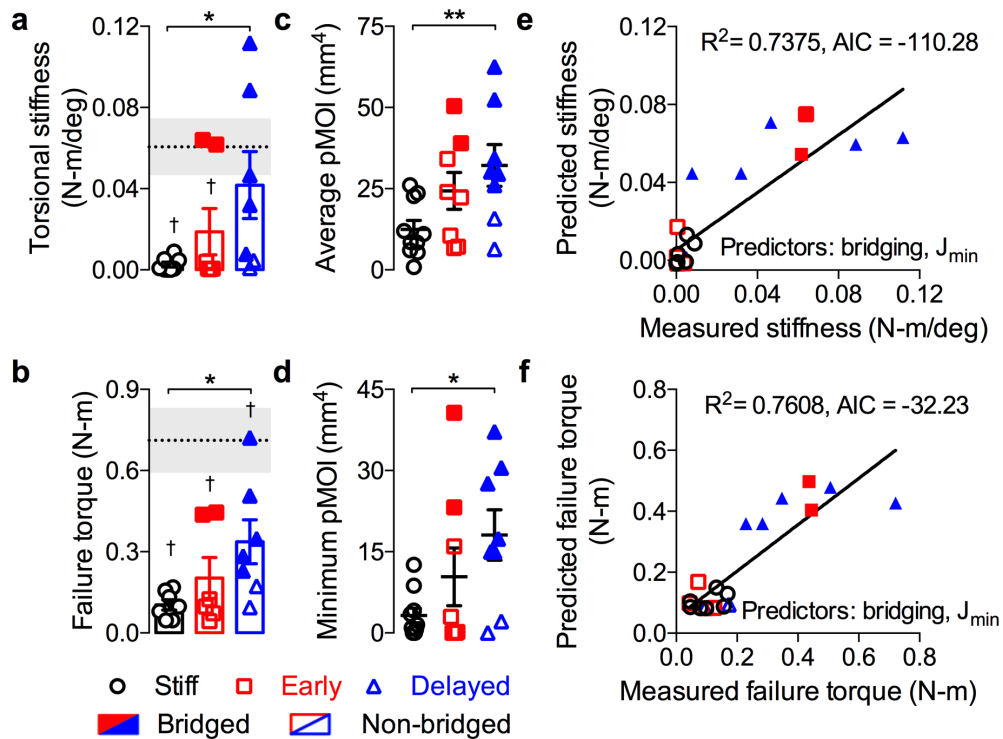 a
Torsional stiffness
(N-m/deg)
0.12
0.08
0.04
0.00
*
†
†
c
Average pMOI (mm4)
75
50
25
0
**
e
Predicted stiffness
(N-m/deg)
0.12
0.08
0.04
0.00
R2= 0.7375, AIC = -110.28
Predictors: bridging, Jmin
0.00 0.04 0.08 0.12
Measured stiffness (N-m/deg)
b
Failure torque (N-m)
0.9
0.6
0.3
0.0
*
†
†
†
d
Minimum pMOI (mm4)
45
30
15
0
*
f
Predicted failure torque
(N-m)
0.8
0.6
0.4
0.2
0.0
R2= 0.7608, AIC = -32.23
Predictors: bridging, Jmin
0.0 0.2 0.4 0.6 0.8
Measured failure torque (N-m)
Stiff Early Delayed
Bridged Non-bridged